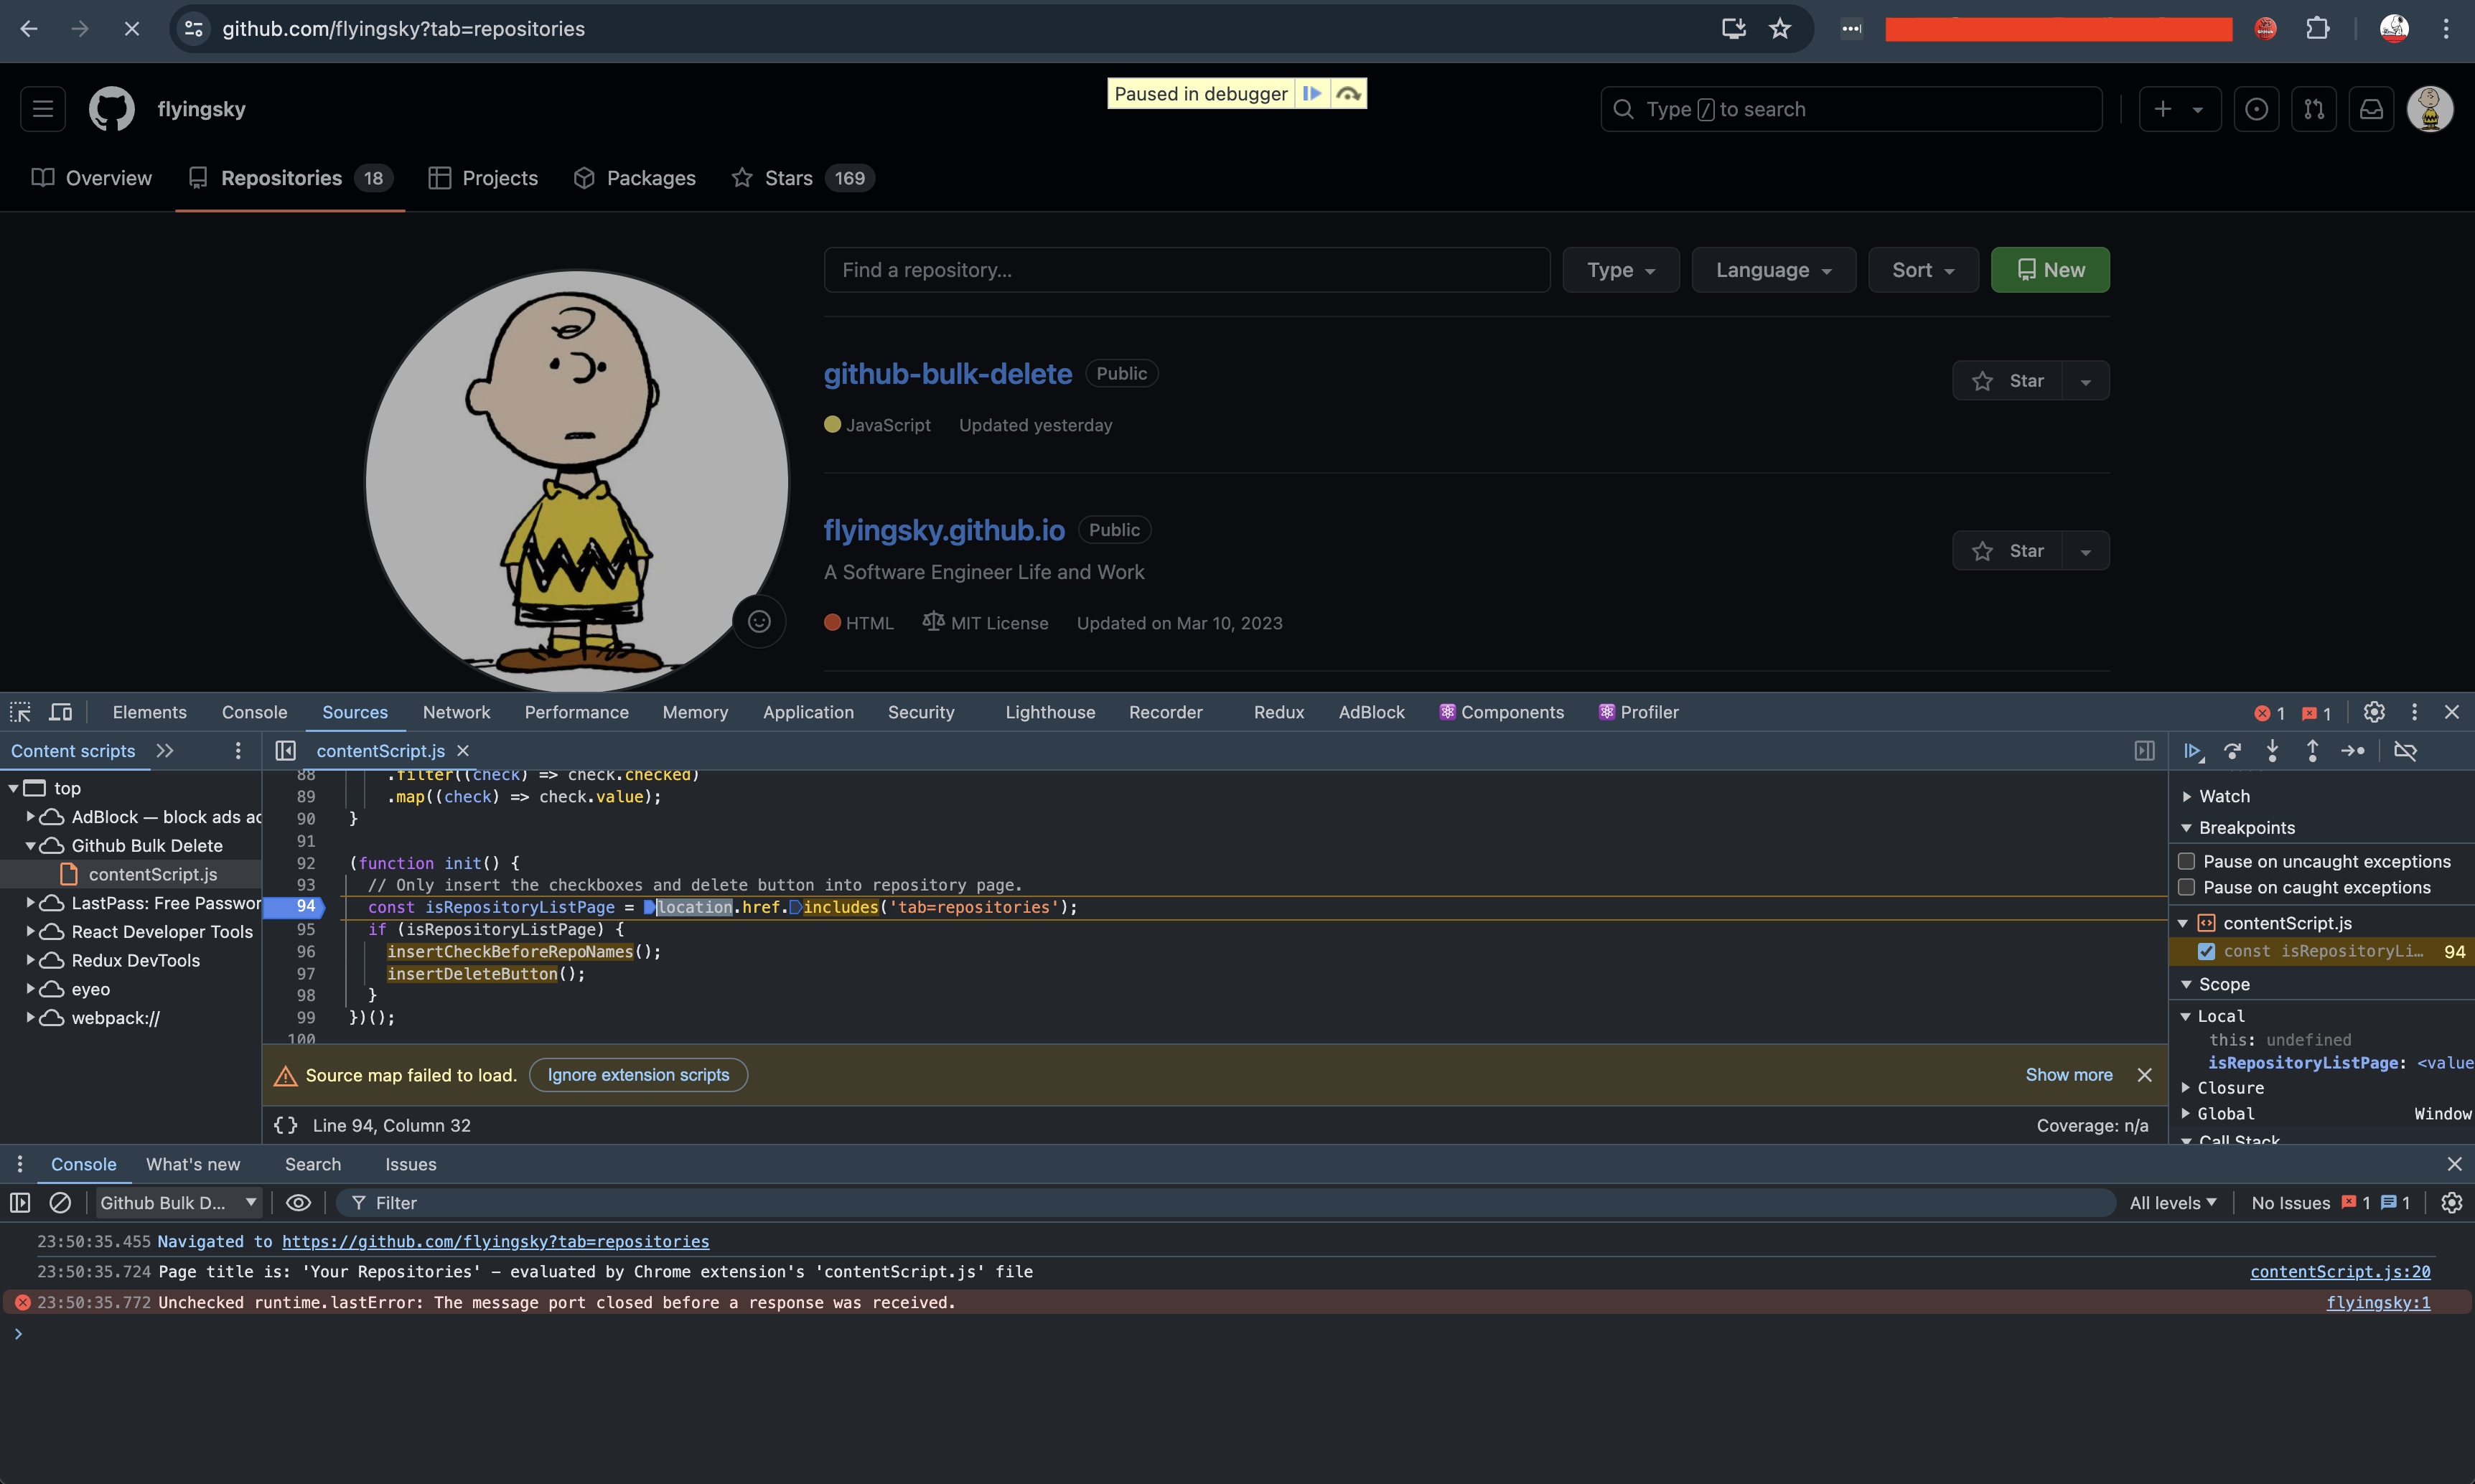 github.com/flyingsky?tab=repositories
Paused in debugger
flyingsky
Type / to search
Overview
Repositories 18
Projects
Packages
Stars 169
Find a repository...
Type
Language
Sort
New
github-bulk-delete Public
Star
JavaScript Updated yesterday
flyingsky.github.io Public
Star
A Software Engineer Life and Work
HTML MIT License Updated on Mar 10, 2023
Elements Console Sources Network Performance Memory Application Security Lighthouse Recorder Redux AdBlock Components Profiler 1 1
Content scripts
top
AdBlock — block ads ac
Github Bulk Delete
contentScript.js
LastPass: Free Passwor
React Developer Tools
Redux DevTools
eyeo
webpack://
contentScript.js
88 .filter((check) => check.checked)
89 .map((check) => check.value);
90 }
91
92 (function init() {
93 // Only insert the checkboxes and delete button into repository page.
94 const isRepositoryListPage = location.href.includes('tab=repositories');
95 if (isRepositoryListPage) {
96 insertCheckBeforeRepoNames();
97 insertDeleteButton();
98 }
99 })();
100
Source map failed to load. Ignore extension scripts Show more
{} Line 94, Column 32 Coverage: n/a
Watch
Breakpoints
Pause on uncaught exceptions
Pause on caught exceptions
contentScript.js
const isRepositoryLi… 94
Scope
Local
this: undefined
isRepositoryListPage: <value
Closure
Global Window
Call Stack
Console What's new Search Issues
Github Bulk D... Filter All levels No Issues 1 1
23:50:35.455 Navigated to https://github.com/flyingsky?tab=repositories
23:50:35.724 Page title is: 'Your Repositories' – evaluated by Chrome extension's 'contentScript.js' file contentScript.js:20
23:50:35.772 Unchecked runtime.lastError: The message port closed before a response was received. flyingsky:1